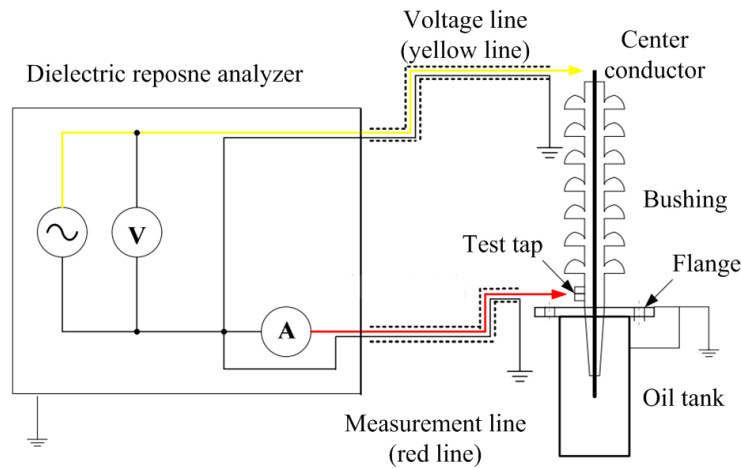 Voltage line
(yellow line)
Center
conductor
Dielectric reposne analyzer
V
Bushing
Test tap
Flange
A
Oil tank
Measurement line
(red line)